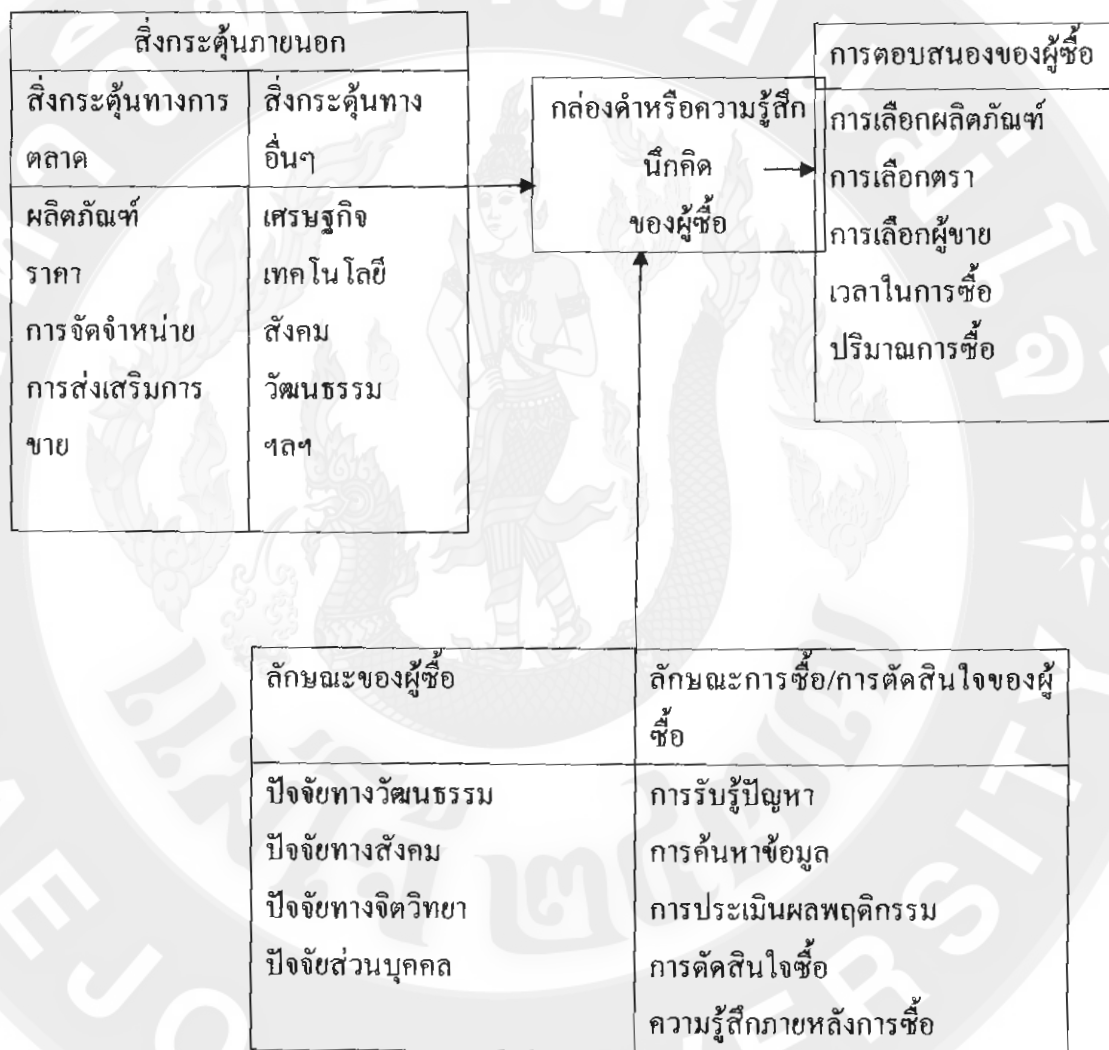 สิ่งกระตุ้นภายนอก
สิ่งกระตุ้นทางการ
ตลาด
สิ่งกระตุ้นทาง
อื่นๆ
ผลิตภัณฑ์
ราคา
การจัดจำหน่าย
การส่งเสริมการ
ขาย
เศรษฐกิจ
เทคโนโลยี
สังคม
วัฒนธรรม
ฯลฯ
กล่องดำหรือความรู้สึก
นึกคิด
ของผู้ซื้อ
การตอบสนองของผู้ซื้อ
การเลือกผลิตภัณฑ์
การเลือกตรา
การเลือกผู้ขาย
เวลาในการซื้อ
ปริมาณการซื้อ
ลักษณะของผู้ซื้อ
ปัจจัยทางวัฒนธรรม
ปัจจัยทางสังคม
ปัจจัยทางจิตวิทยา
ปัจจัยส่วนบุคคล
ลักษณะการซื้อ/การตัดสินใจของผู้
ซื้อ
การรับรู้ปัญหา
การค้นหาข้อมูล
การประเมินผลพฤติกรรม
การตัดสินใจซื้อ
ความรู้สึกภายหลังการซื้อ